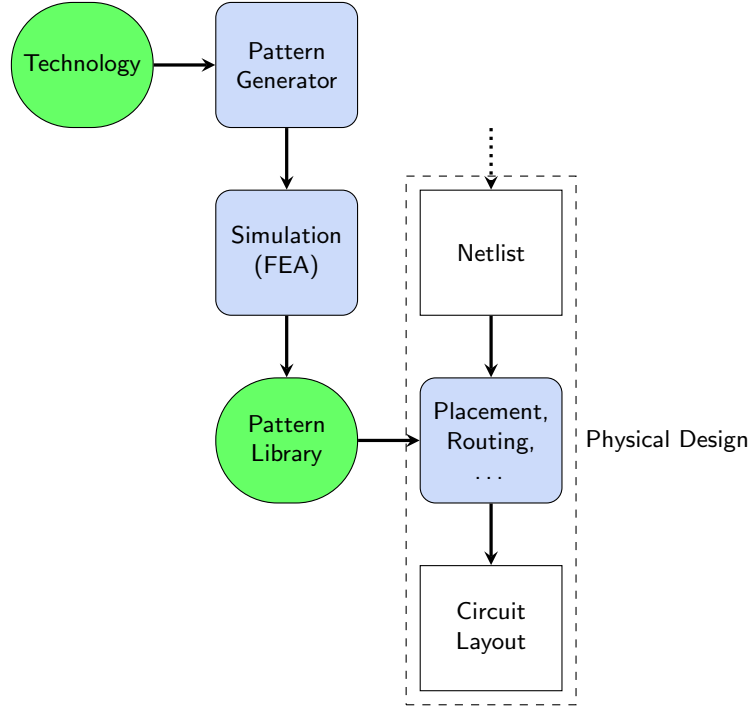 Technology
Pattern
Generator
Simulation
(FEA)
Netlist
Pattern
Library
Placement,
Routing,
. . .
Physical Design
Circuit
Layout